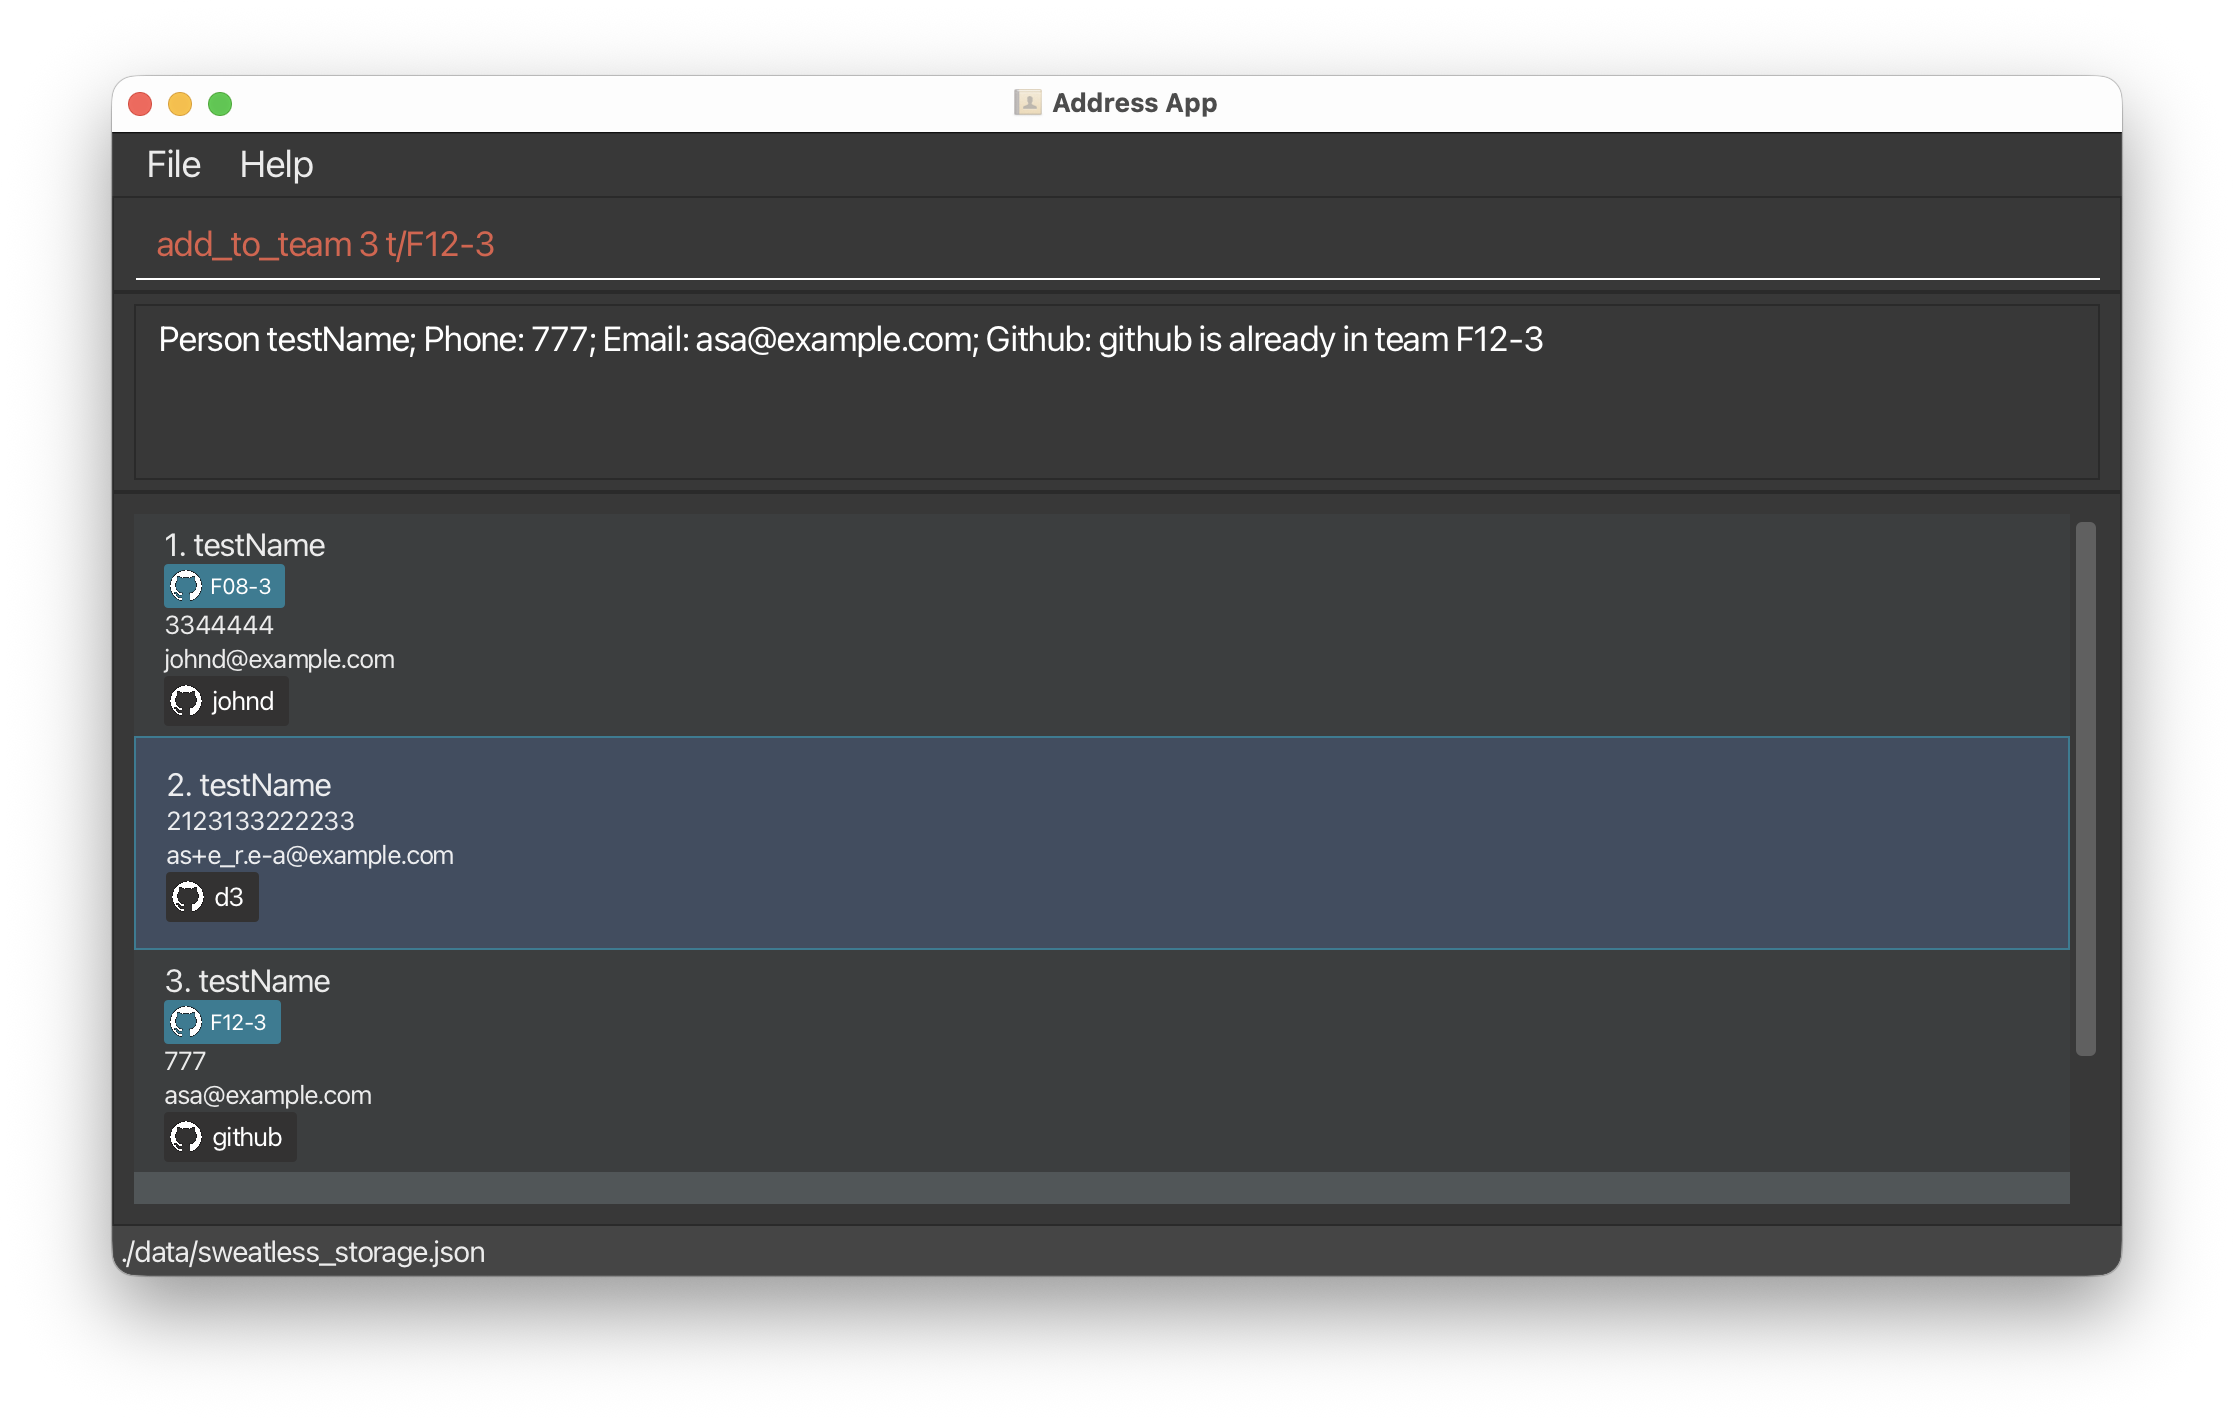 Address App
File Help
add_to_team 3 t/F12-3
Person testName; Phone: 777; Email: asa@example.com; Github: github is already in team F12-3
1. testName
F08-3
3344444
johnd@example.com
johnd
2. testName
2123133222233
as+e_r.e-a@example.com
d3
3. testName
F12-3
777
asa@example.com
github
./data/sweatless_storage.json